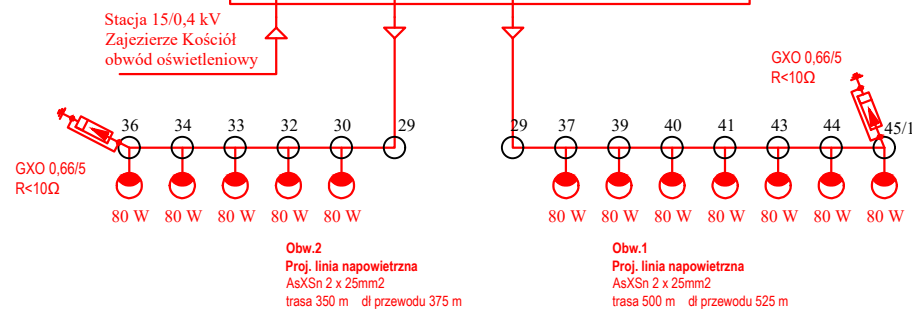 Stacja 15/0,4 kV
Zajezierze Kościół
obwód oświetleniowy
GXO 0,66/5
R<10Ω
36 34 33 32 30 29 29 37 39 40 41 43 44 45/1
GXO 0,66/5
R<10Ω
80 W 80 W 80 W 80 W 80 W 80 W 80 W 80 W 80 W 80 W 80 W 80 W
Obw.2
Proj. linia napowietrzna
AsXSn 2 x 25mm2
trasa 350 m dł przewodu 375 m
Obw.1
Proj. linia napowietrzna
AsXSn 2 x 25mm2
trasa 500 m dł przewodu 525 m